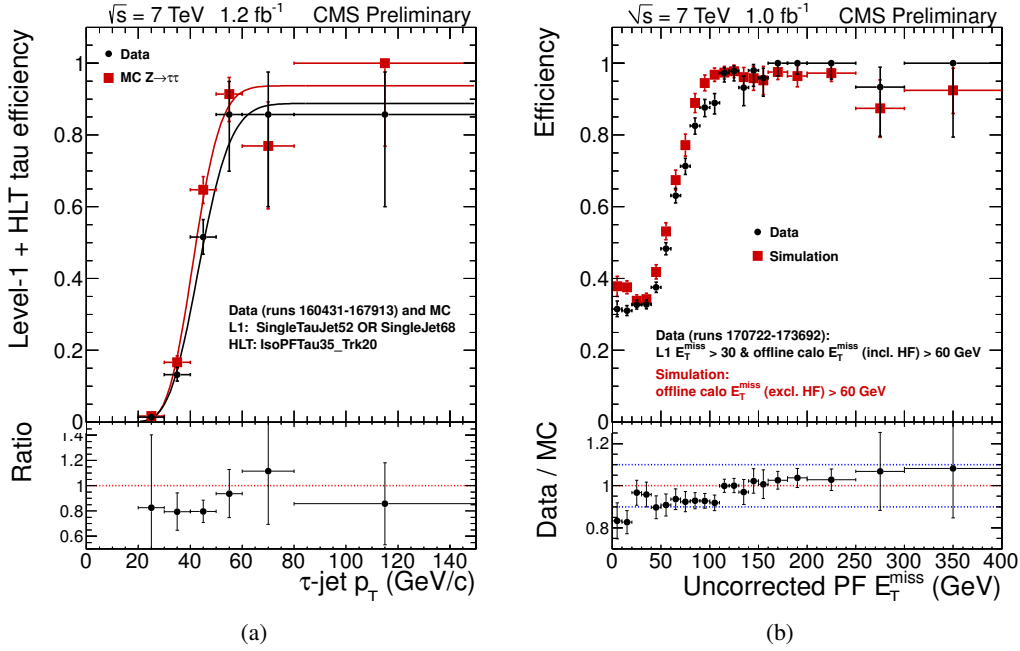 √s = 7 TeV 1.2 fb⁻¹ CMS Preliminary
Level-1 + HLT tau efficiency
1
0.8
0.6
0.4
0.2
0
Data
MC Z→ττ
Data (runs 160431-167913) and MC
L1: SingleTauJet52 OR SingleJet68
HLT: IsoPFTau35_Trk20
Ratio
1.4
1.2
1.0
0.8
0.6
0 20 40 60 80 100 120 140
τ-jet p_T (GeV/c)
(a)
√s = 7 TeV 1.0 fb⁻¹ CMS Preliminary
Efficiency
1
0.8
0.6
0.4
0.2
0
Data
Simulation
Data (runs 170722-173692):
L1 E_T^miss > 30 & offline calo E_T^miss (incl. HF) > 60 GeV
Simulation:
offline calo E_T^miss (excl. HF) > 60 GeV
Data / MC
1.2
1.0
0.8
0 50 100 150 200 250 300 350 400
Uncorrected PF E_T^miss (GeV)
(b)